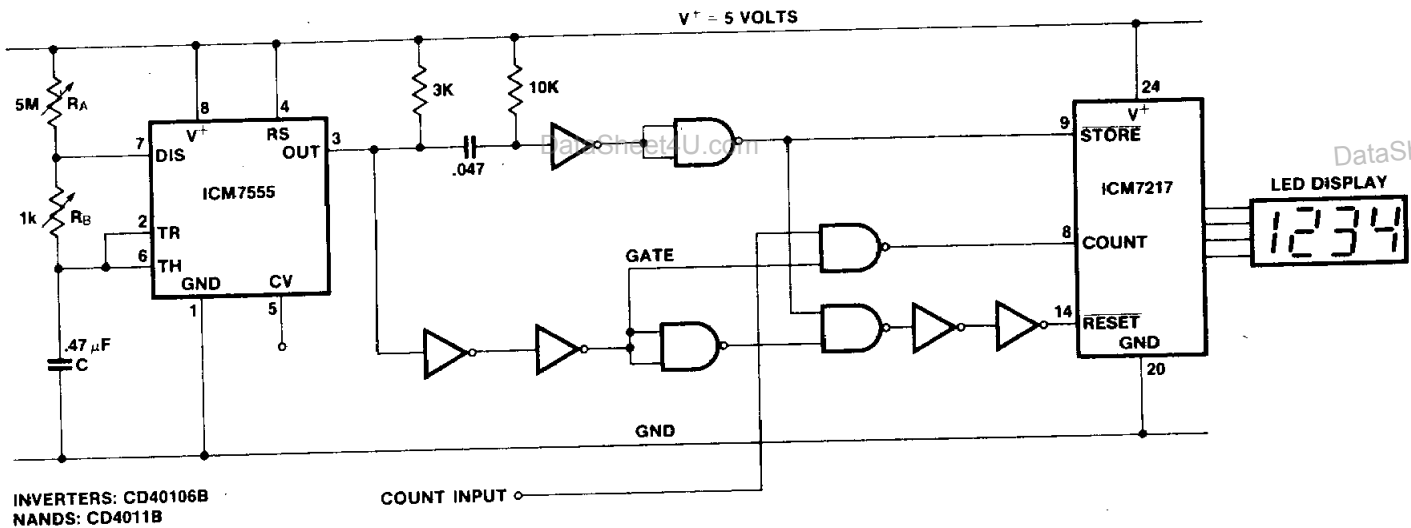 V+ = 5 VOLTS
5M
RA
8
V+
4
RS
3K
10K
24
V+
7
DIS
OUT
3
DataSheet4U.com
9
STORE
DataSh
.047
ICM7555
ICM7217
LED DISPLAY
1k
RB
2
TR
6
TH
8
COUNT
1234
GATE
GND
CV
1
5
14
RESET
GND
.47 μF
C
20
GND
INVERTERS: CD40106B
NANDS: CD4011B
COUNT INPUT